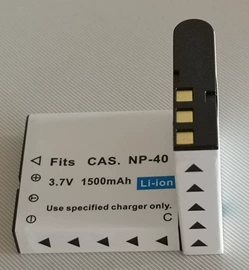 Fits CAS. NP-40
3.7V 1500mAh Li-ion
Use specified charger only.
C